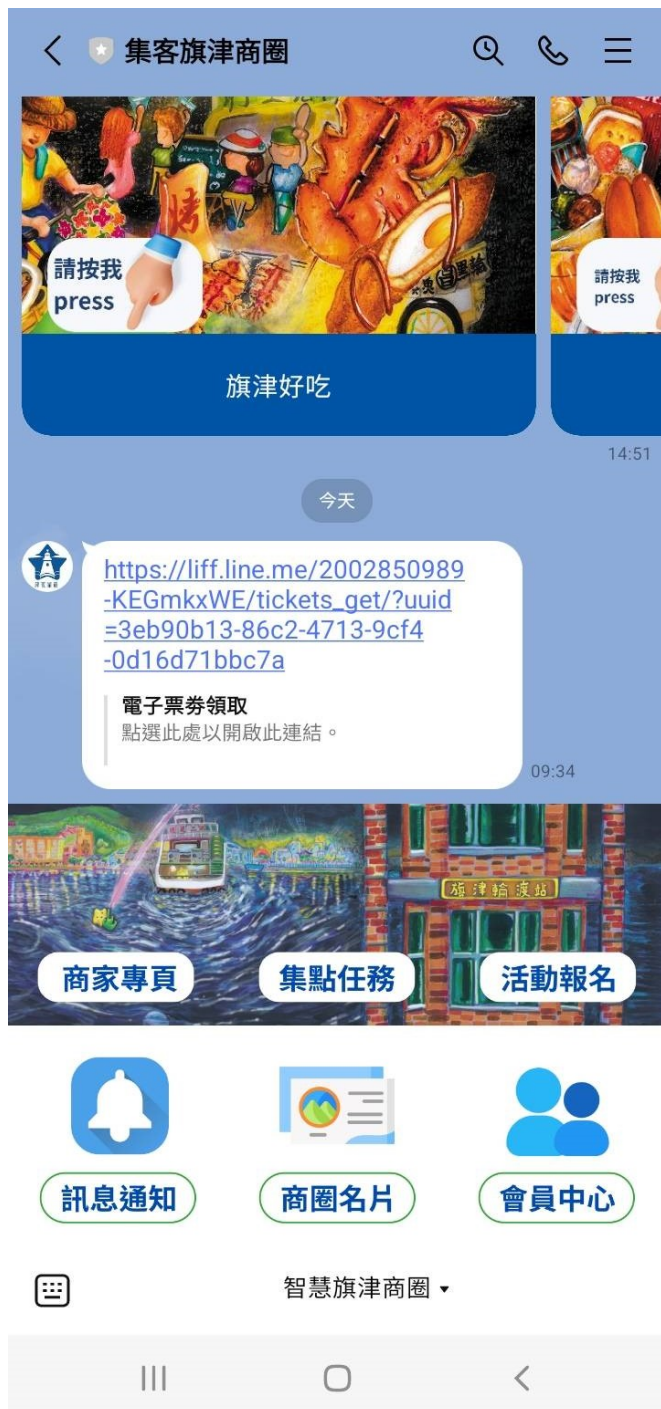 集客旗津商圈
烤
請按我
press
請按我
press
旗津好吃
14:51
今天
https://liff.line.me/2002850989
-KEGmkxWE/tickets_get/?uuid
=3eb90b13-86c2-4713-9cf4
-0d16d71bbc7a
電子票券領取
點選此處以開啟此連結。
09:34
旗津輪渡站
商家專頁
集點任務
活動報名
訊息通知
商圈名片
會員中心
智慧旗津商圈